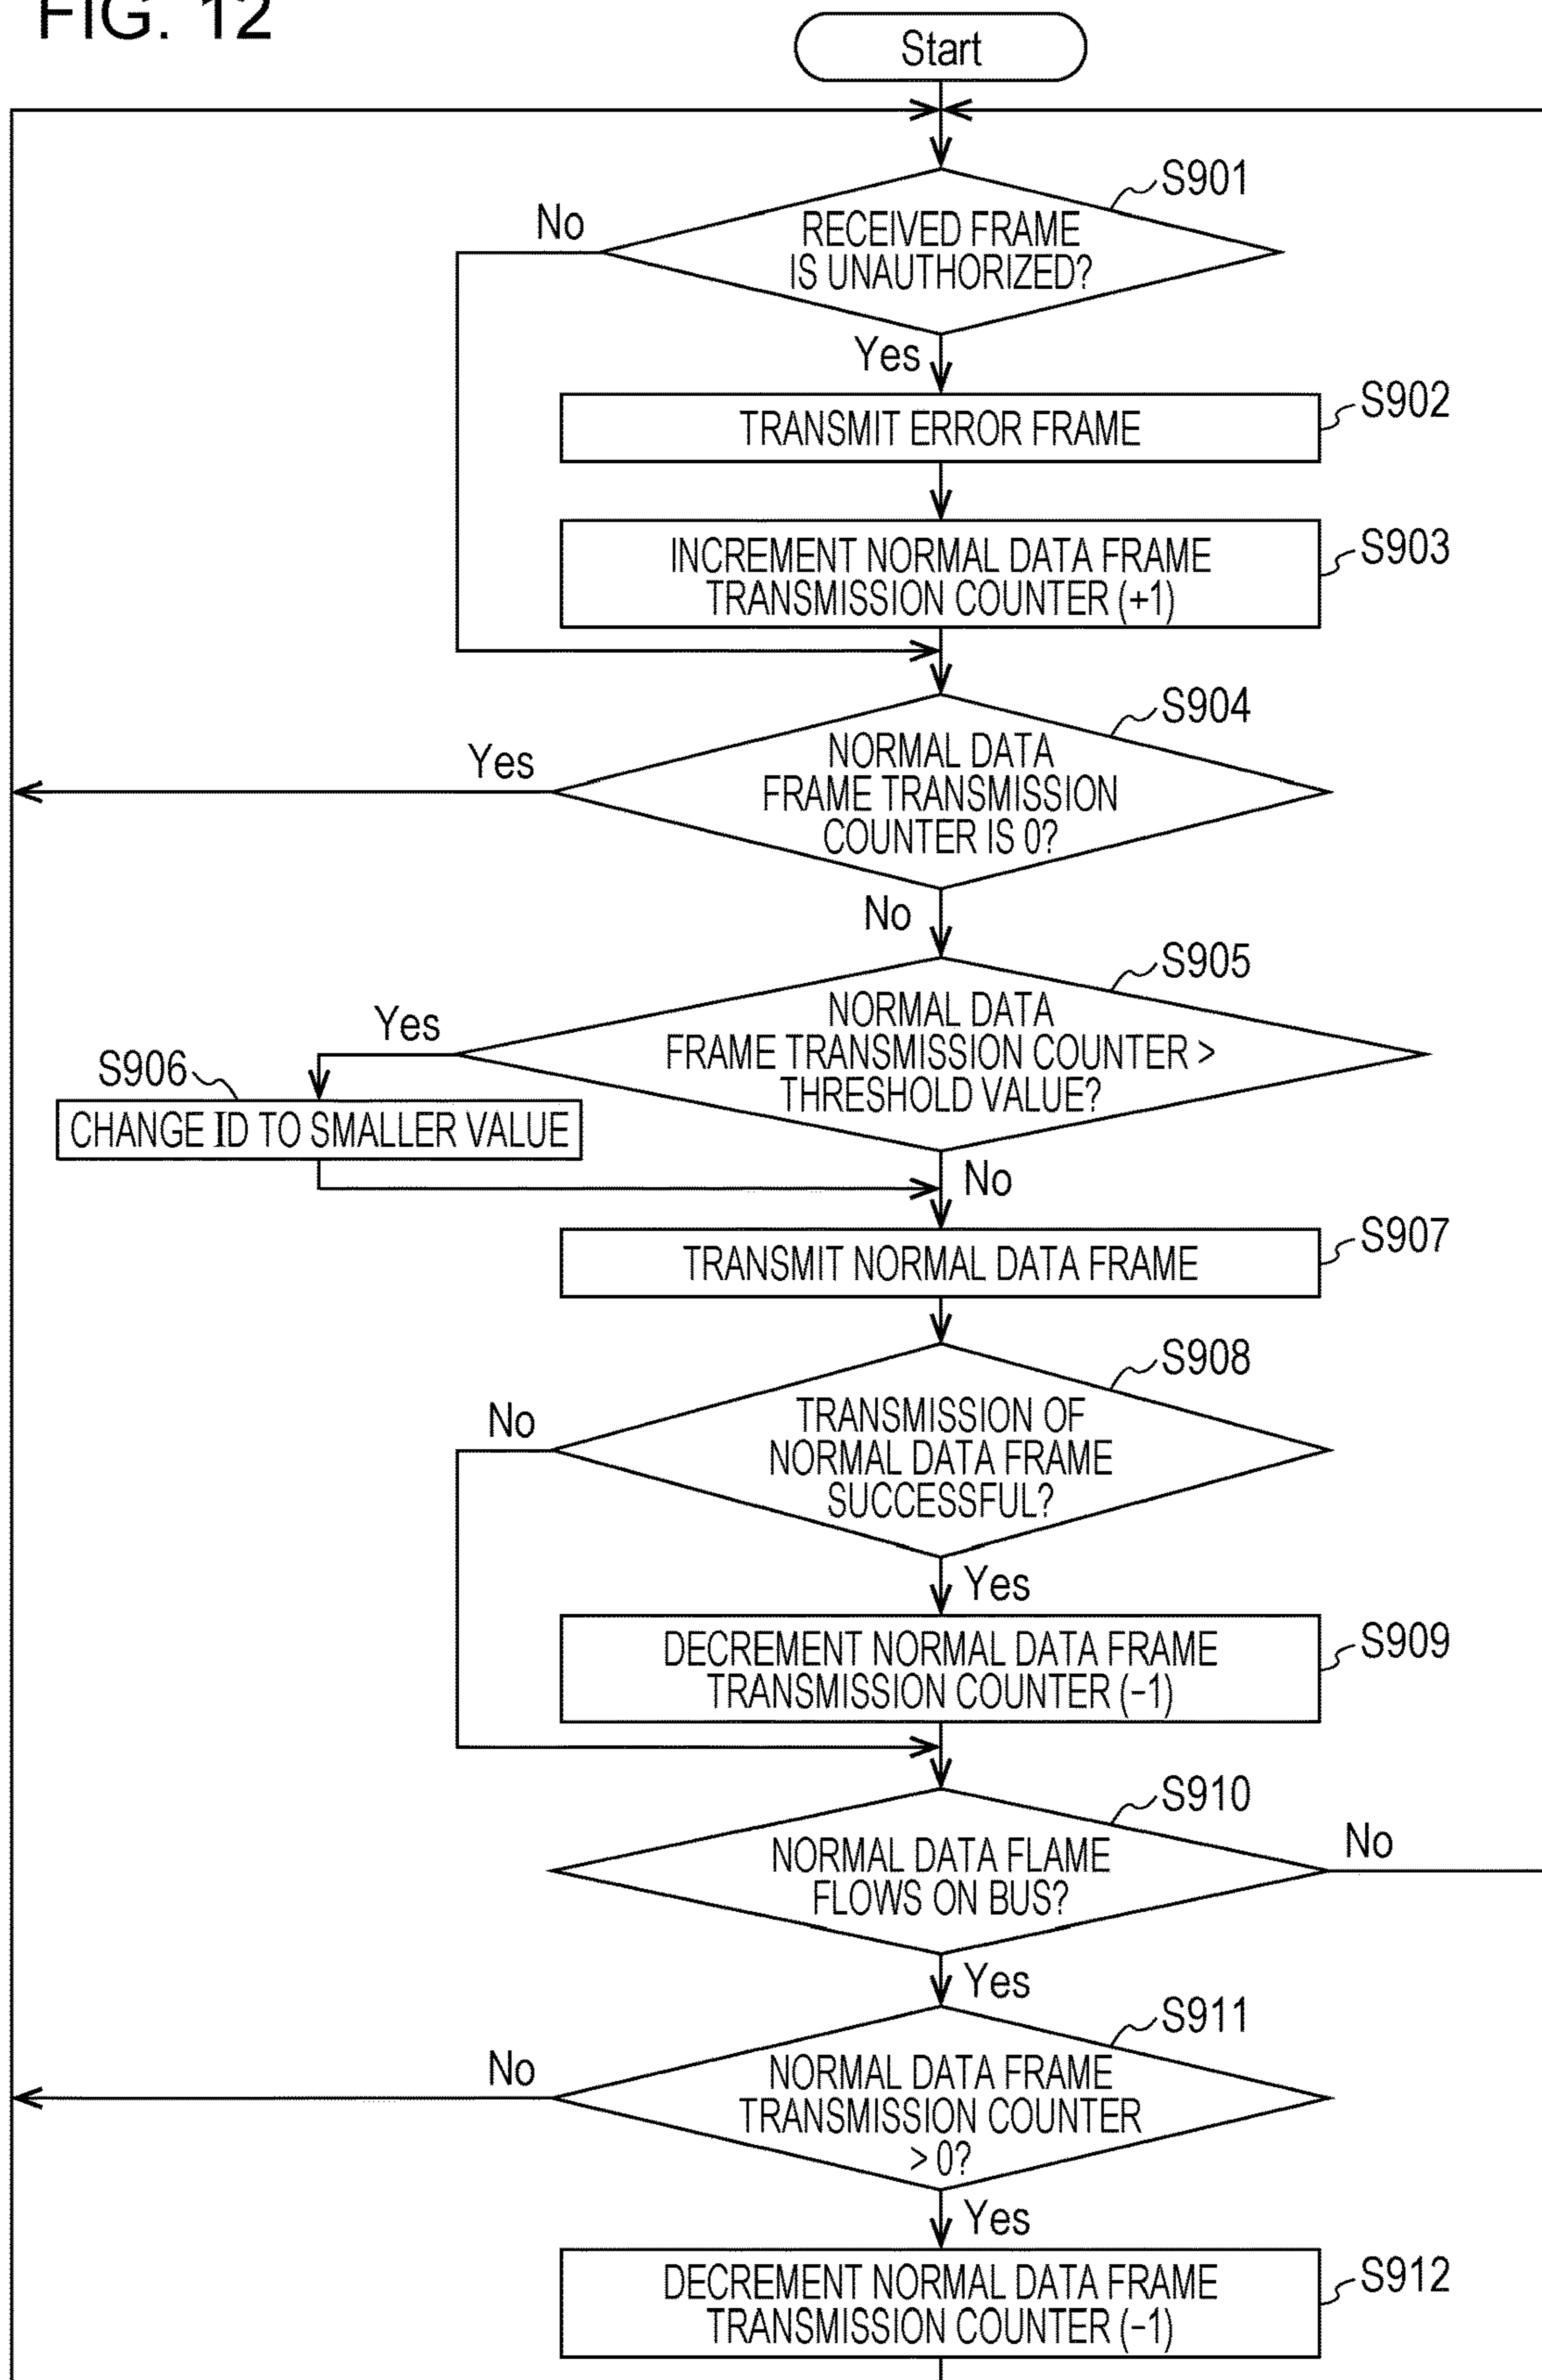 FIG. 12
Start
S901
No
RECEIVED FRAME
IS UNAUTHORIZED?
Yes
S902
TRANSMIT ERROR FRAME
S903
INCREMENT NORMAL DATA FRAME
TRANSMISSION COUNTER (+1)
S904
Yes
NORMAL DATA
FRAME TRANSMISSION
COUNTER IS 0?
No
S905
Yes
NORMAL DATA
FRAME TRANSMISSION COUNTER >
THRESHOLD VALUE?
S906
CHANGE ID TO SMALLER VALUE
No
S907
TRANSMIT NORMAL DATA FRAME
S908
No
TRANSMISSION OF
NORMAL DATA FRAME
SUCCESSFUL?
Yes
S909
DECREMENT NORMAL DATA FRAME
TRANSMISSION COUNTER (−1)
S910
No
NORMAL DATA FLAME
FLOWS ON BUS?
Yes
S911
No
NORMAL DATA FRAME
TRANSMISSION COUNTER
> 0?
Yes
S912
DECREMENT NORMAL DATA FRAME
TRANSMISSION COUNTER (−1)